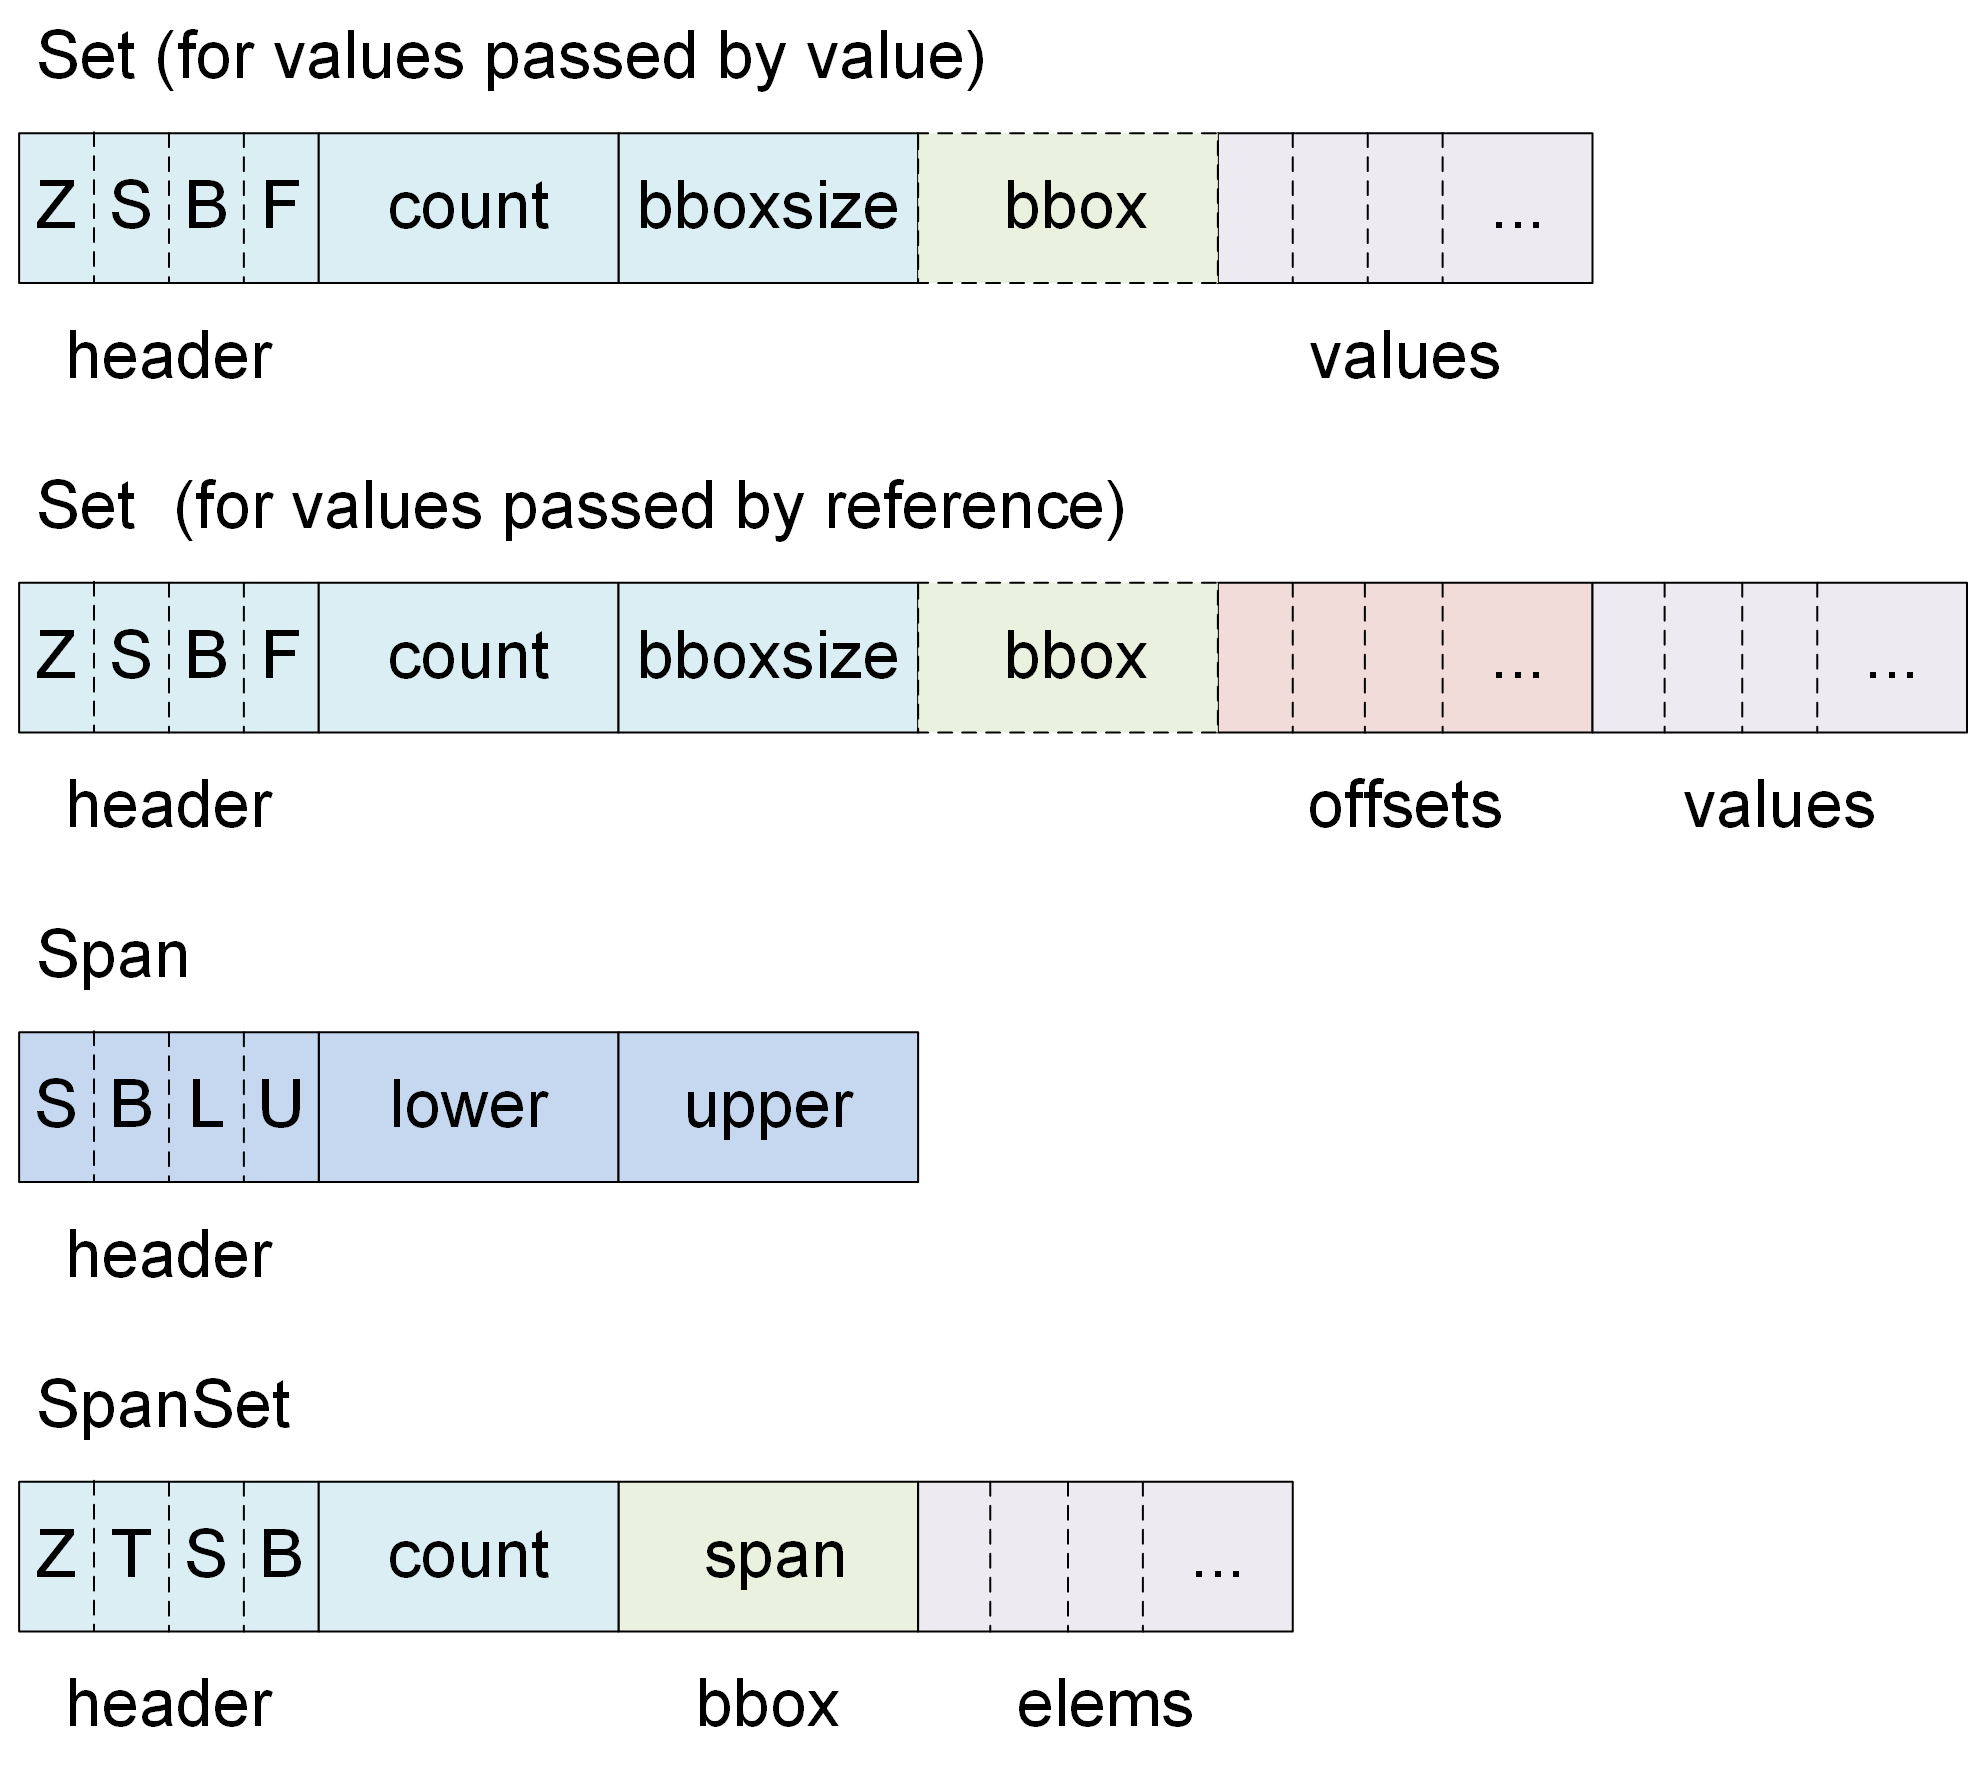 Set (for values passed by value)
Z S B F count bboxsize bbox ...
header values
Set (for values passed by reference)
Z S B F count bboxsize bbox ... ...
header offsets values
Span
S B L U lower upper
header
SpanSet
Z T S B count span ...
header bbox elems